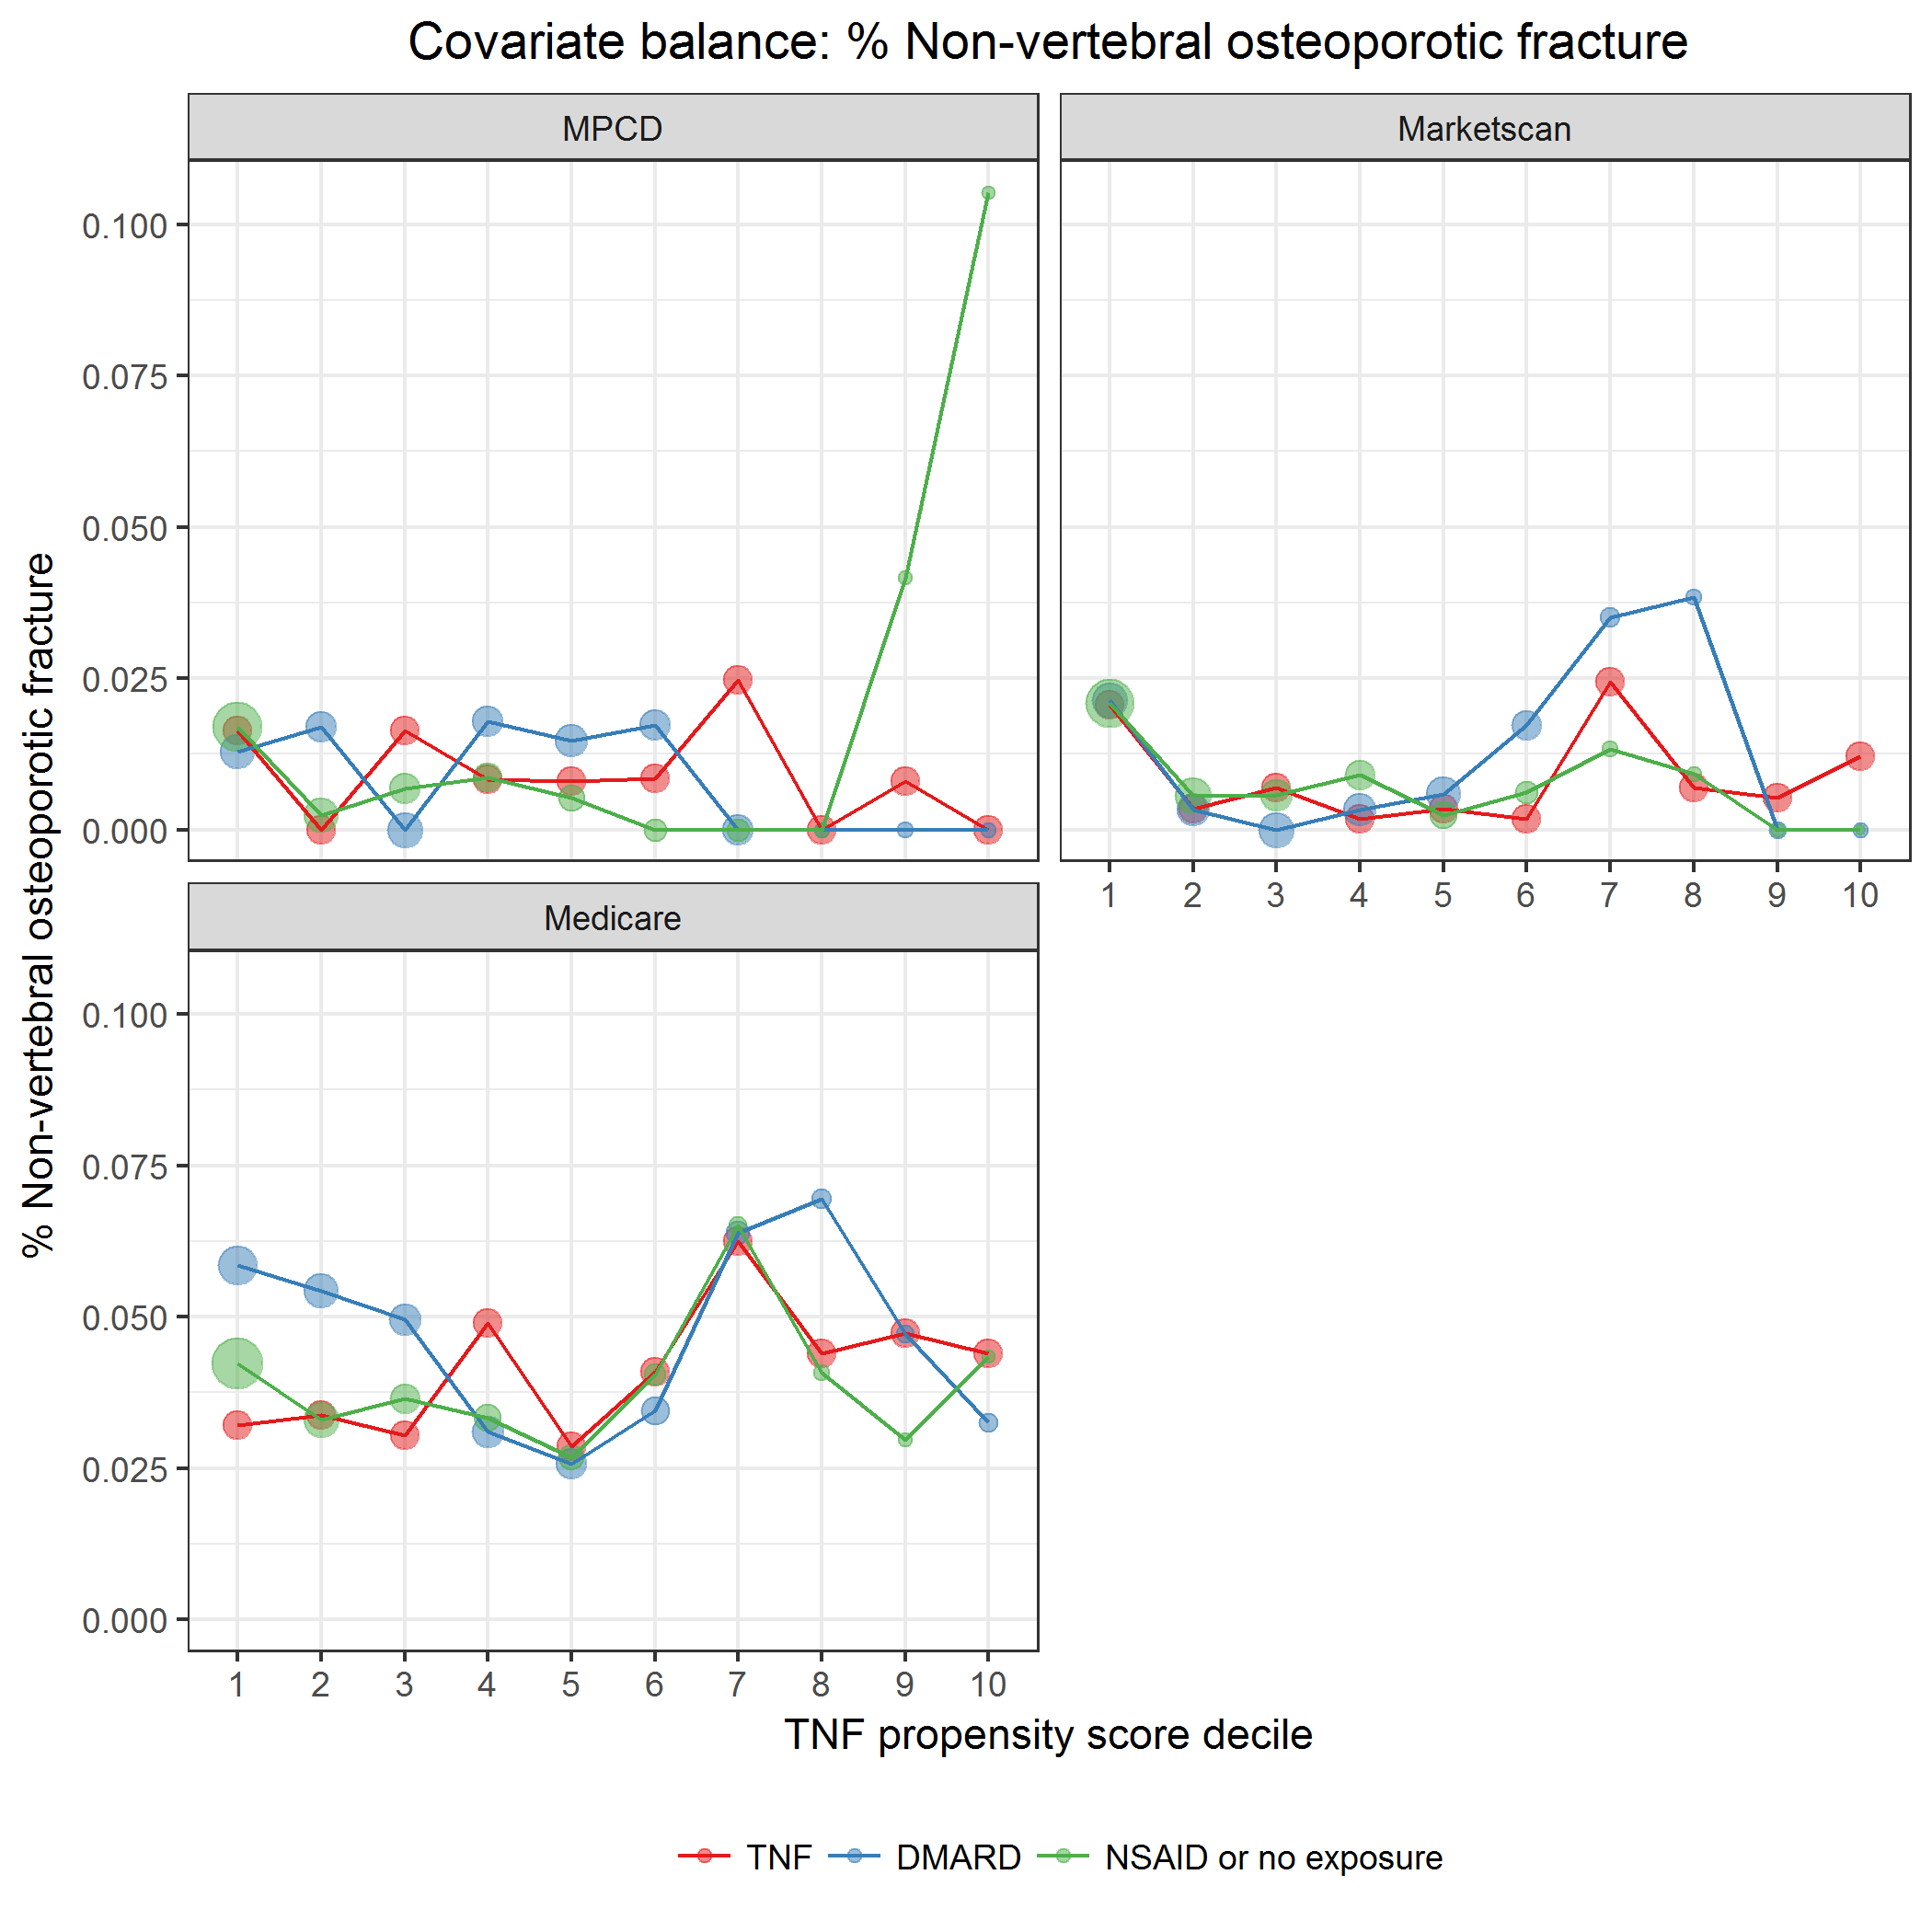 Covariate balance: % Non-vertebral osteoporotic fracture
MPCD
Marketscan
0.100
0.075
0.050
0.025
0.000
1 2 3 4 5 6 7 8 9 10
Medicare
0.100
0.075
0.050
0.025
0.000
1 2 3 4 5 6 7 8 9 10
% Non-vertebral osteoporotic fracture
TNF propensity score decile
TNF DMARD NSAID or no exposure